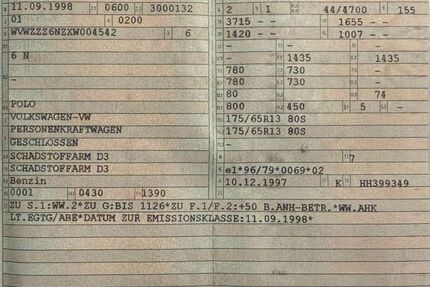 11.09.1998 0600 3000132
01 0200
WVWZZZ6NZXW004542 6
6 N
POLO
VOLKSWAGEN-VW
PERSONENKRAFTWAGEN
GESCHLOSSEN
SCHADSTOFFARM D3
SCHADSTOFFARM D3
Benzin
0001 0430 1390
2 1 44/4700 155
3715 - - 1655 - -
1420 - - 1007 - -
- 1435 1435
780 730 -
780 730 -
80 - 74
800 450 5 -
175/65R13 80S
175/65R13 80S
-
- 7
e1*96/79*0069*02
10.12.1997 K HH399349
ZU S.1:WW.2*ZU G:BIS 1126*ZU F.1/F.2:+50 B.ANH-BETR.*WW.AHK
LT.EGTG/ABE*DATUM ZUR EMISSIONSKLASSE:11.09.1998*